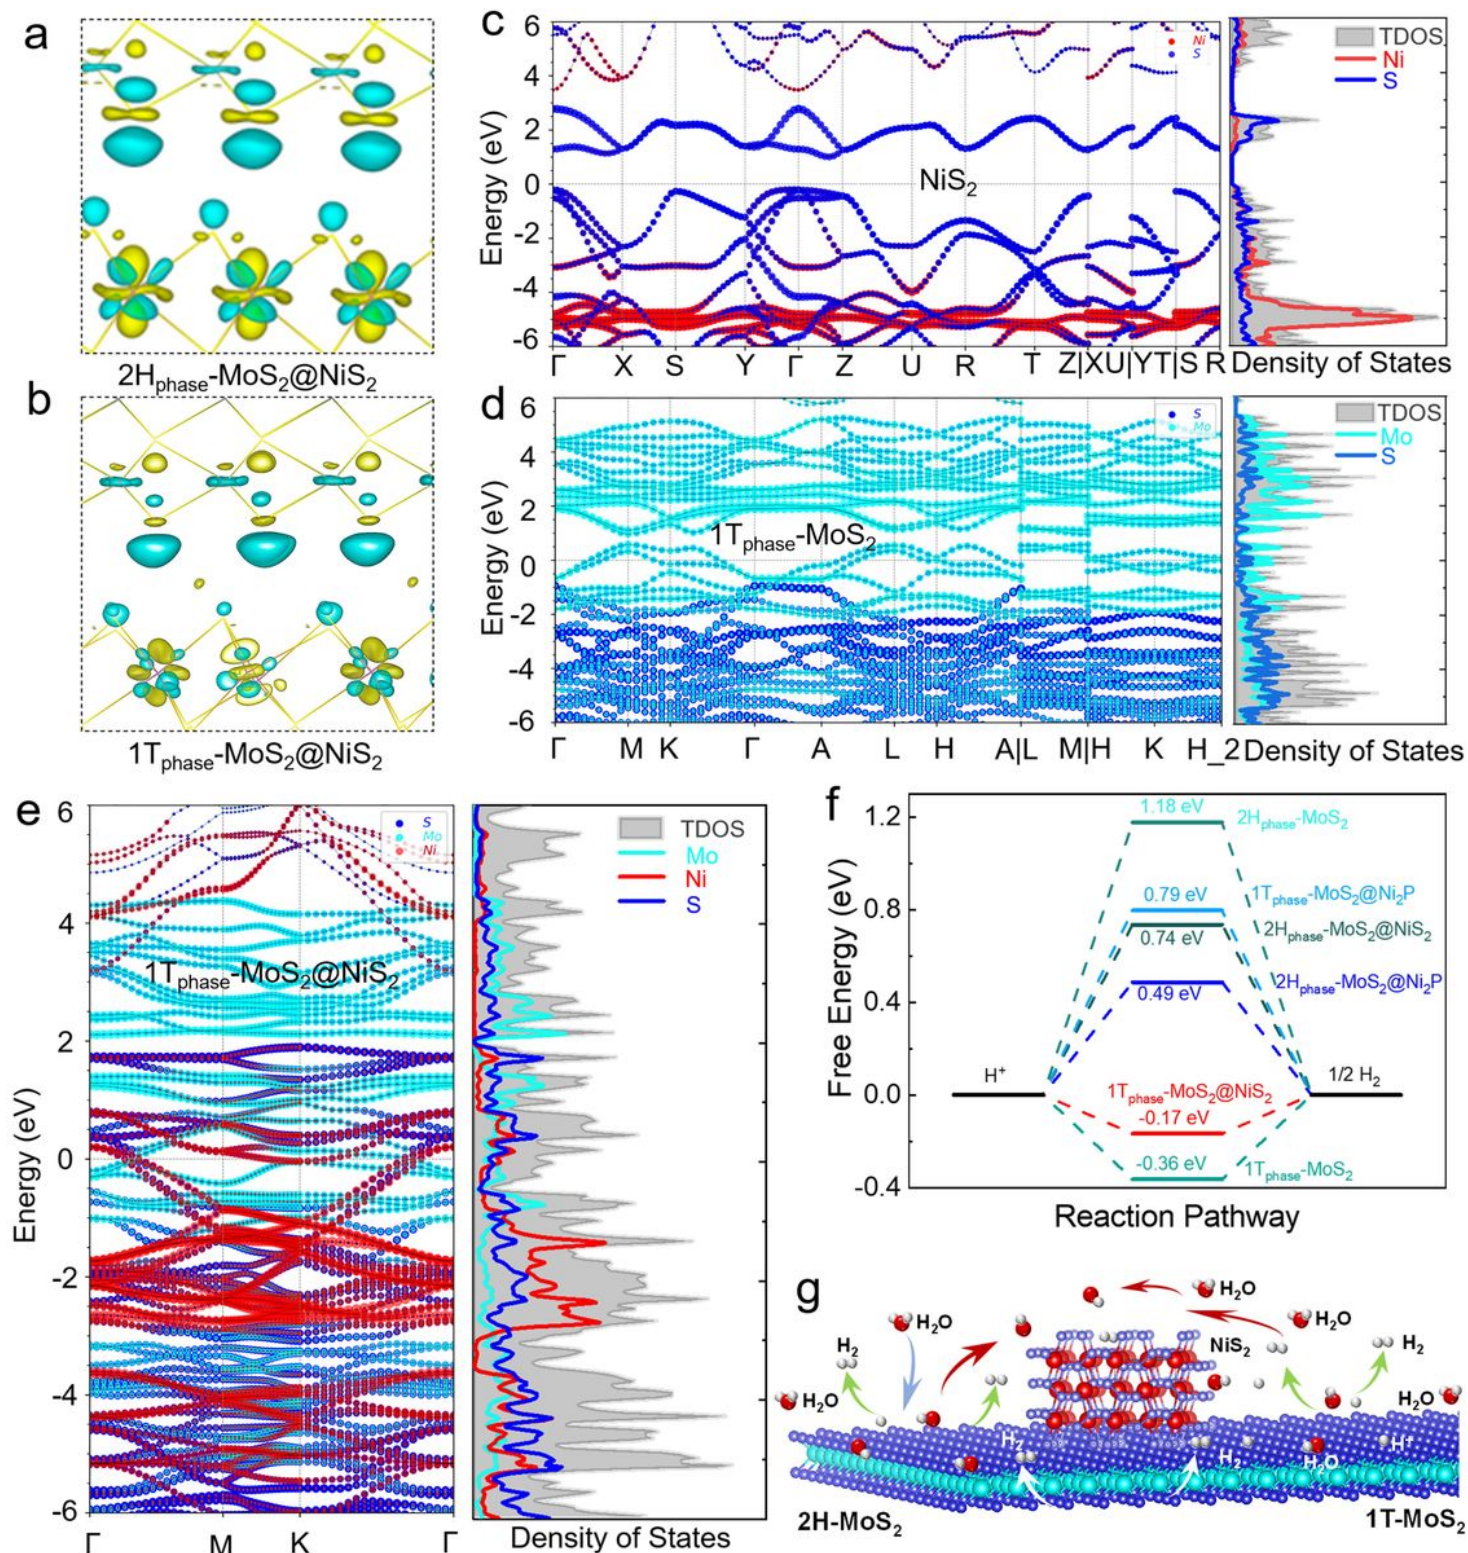 a
2Hphase-MoS2@NiS2
b
1Tphase-MoS2@NiS2
c
Energy (eV)
6
4
2
0
-2
-4
-6
Ni
S
NiS2
Γ X S Y Γ Z U R T Z|XU|YT|S R
TDOS
Ni
S
Density of States
d
Energy (eV)
6
4
2
0
-2
-4
-6
S
Mo
1Tphase-MoS2
Γ M K Γ A L H A|L M|H K H_2
TDOS
Mo
S
Density of States
e
Energy (eV)
6
4
2
0
-2
-4
-6
S
Mo
Ni
1Tphase-MoS2@NiS2
Γ M K Γ
TDOS
Mo
Ni
S
Density of States
f
Free Energy (eV)
1.2
0.8
0.4
0.0
-0.4
1.18 eV
2Hphase-MoS2
0.79 eV
1Tphase-MoS2@Ni2P
0.74 eV
2Hphase-MoS2@NiS2
0.49 eV
2Hphase-MoS2@Ni2P
H+
1/2 H2
1Tphase-MoS2@NiS2
-0.17 eV
-0.36 eV
1Tphase-MoS2
Reaction Pathway
g
H2O
H2O
H2O
H2
NiS2
H2
H2O
H2O
H2
H2
H2O
H+
2H-MoS2
1T-MoS2